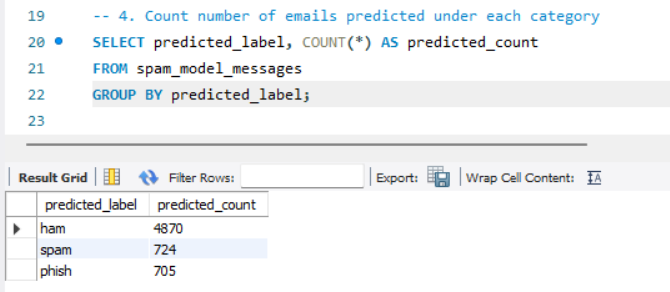 19 -- 4. Count number of emails predicted under each category
20 SELECT predicted_label, COUNT(*) AS predicted_count
21 FROM spam_model_messages
22 GROUP BY predicted_label;
23
Result Grid Filter Rows: Export: Wrap Cell Content:
predicted_label predicted_count
ham 4870
spam 724
phish 705